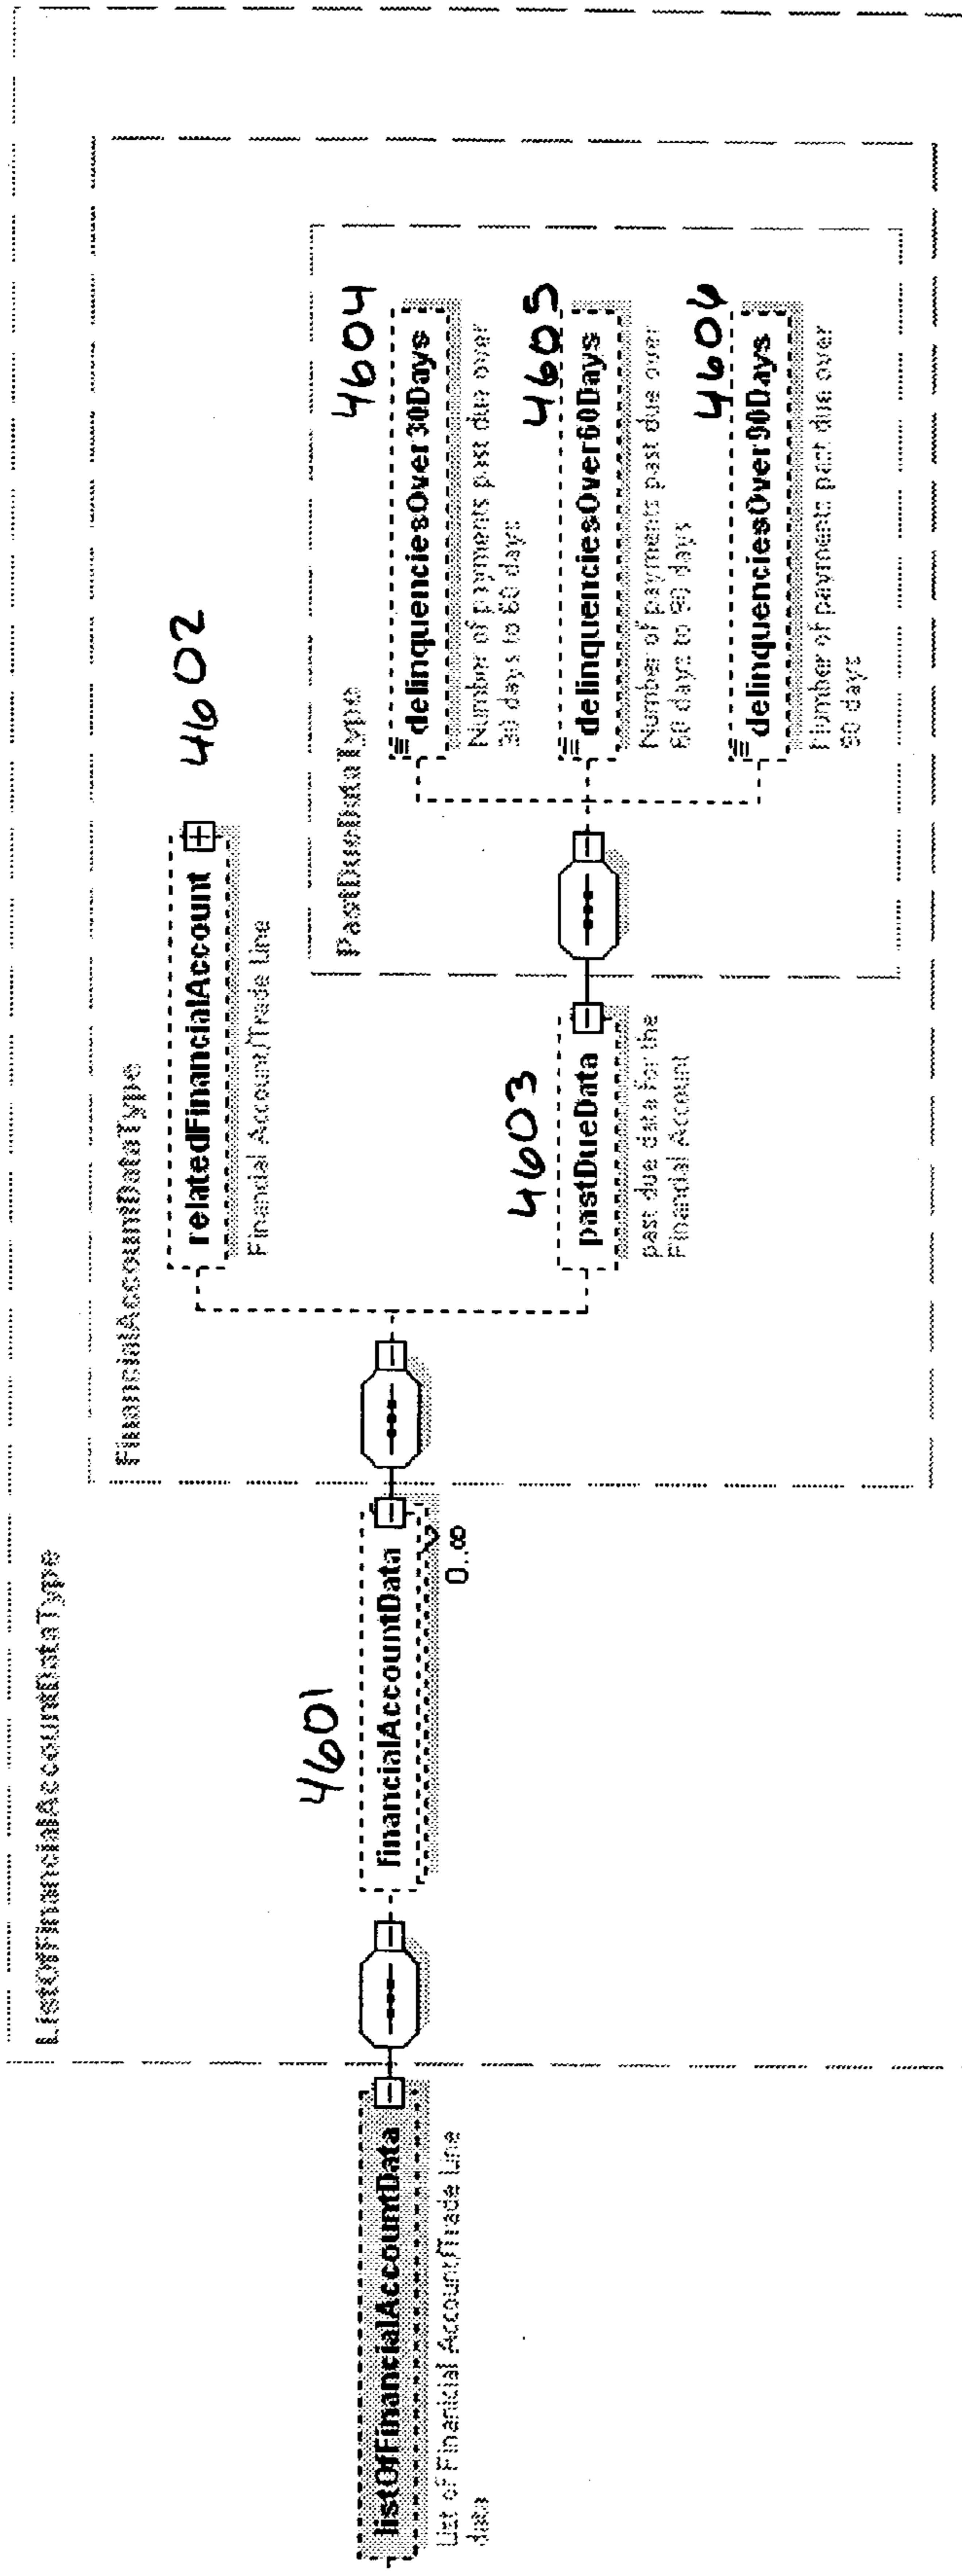 ListOfFinancialAccountDataType
FinancialAccountDataType
relatedFinancialAccount
4602
Financial Account/Trade Line
4601
financialAccountData
0..∞
listOfFinancialAccountData
List of Finanicial Account/Trade Line
data
4603
pastDueData
past due data for the
Financial Account
PastDueDataType
4604
delinquenciesOver30Days
Number of payments past due over
30 days to 60 days
4605
delinquenciesOver60Days
Number of payments past due over
60 days to 90 days
4606
delinquenciesOver90Days
Number of payments past due over
90 days